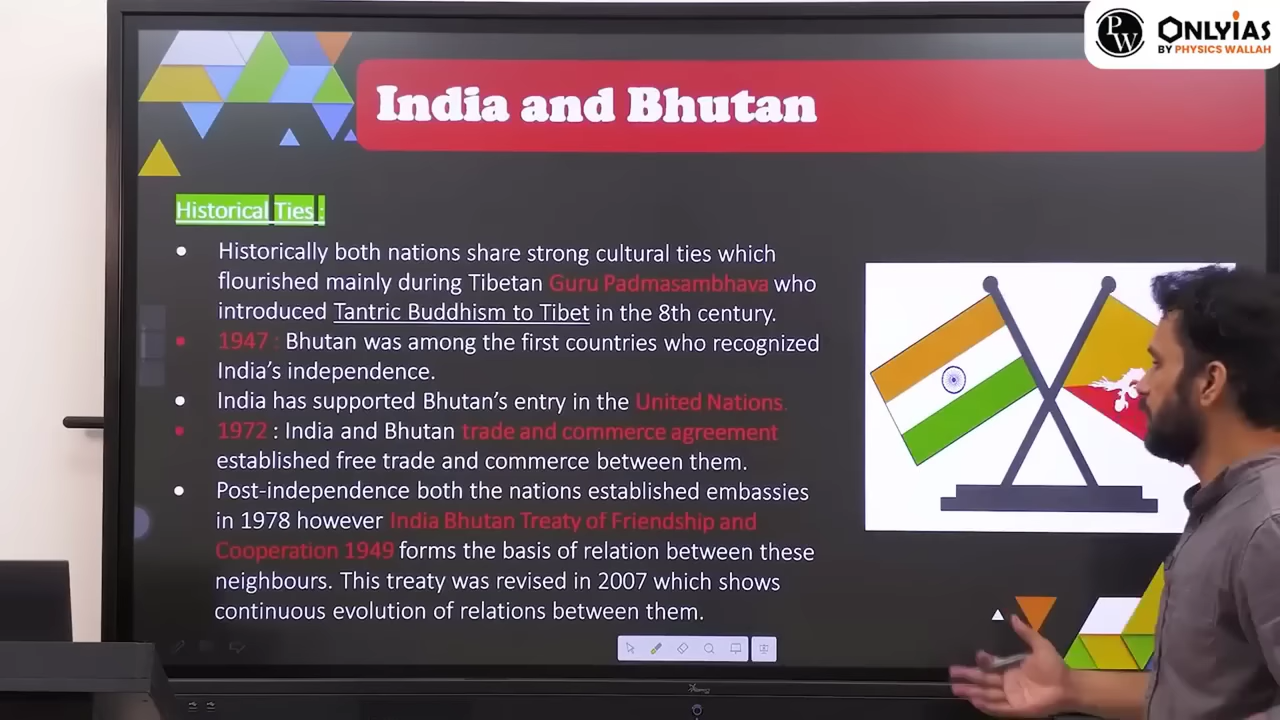 PW
ONLYIAS
BY PHYSICS WALLAH
India and Bhutan
Historical Ties :
• Historically both nations share strong cultural ties which
flourished mainly during Tibetan Guru Padmasambhava who
introduced Tantric Buddhism to Tibet in the 8th century.
• 1947 : Bhutan was among the first countries who recognized
India's independence.
• India has supported Bhutan's entry in the United Nations.
• 1972 : India and Bhutan trade and commerce agreement
established free trade and commerce between them.
• Post-independence both the nations established embassies
in 1978 however India Bhutan Treaty of Friendship and
Cooperation 1949 forms the basis of relation between these
neighbours. This treaty was revised in 2007 which shows
continuous evolution of relations between them.